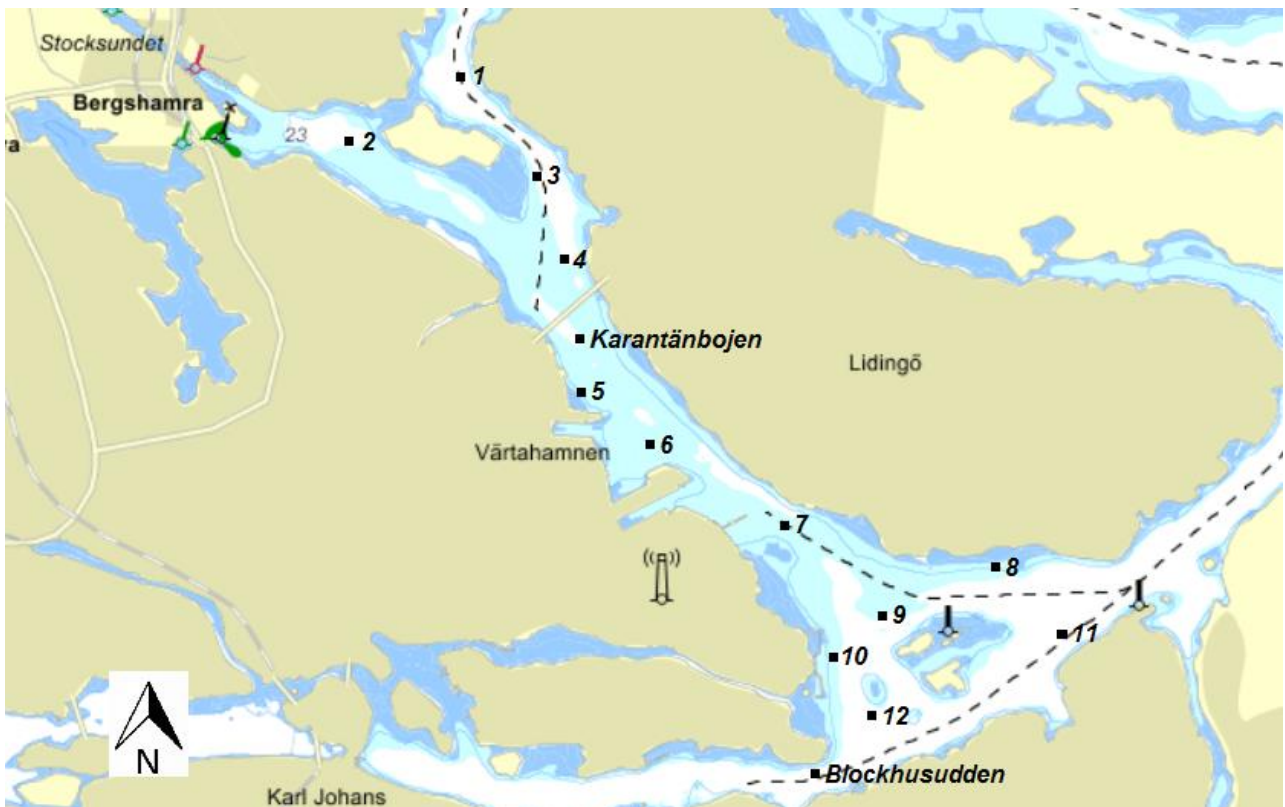 Stocksundet
1
Bergshamra
23
2
3
4
Karantänbojen
Lidingö
5
Värtahamnen
6
7
8
9
11
10
12
N
Blockhusudden
Karl Johans